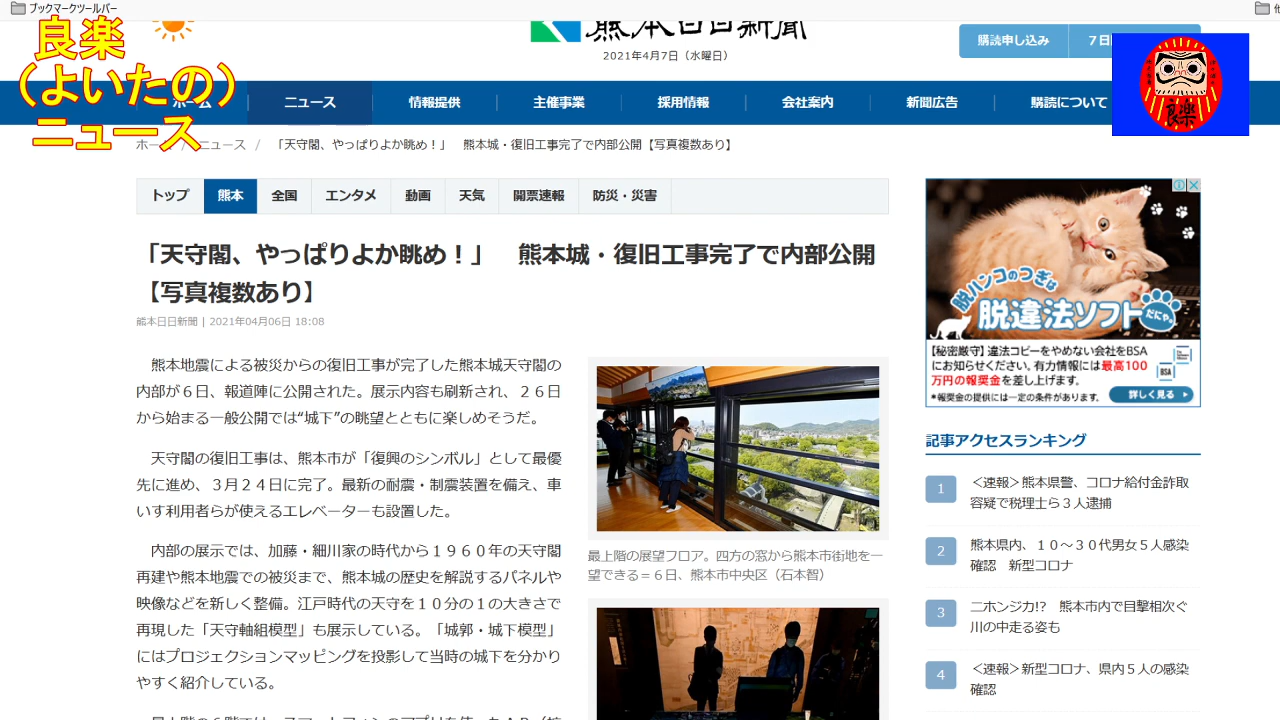 ブックマークツールバー
良楽
（よいたの）
ニュース
熊本日日新聞
2021年4月7日（水曜日）
購読申し込み
7日
良楽
ホーム
ニュース
情報提供
主催事業
採用情報
会社案内
新聞広告
購読について
ホーム / ニュース / 「天守閣、やっぱりよか眺め！」　熊本城・復旧工事完了で内部公開【写真複数あり】
トップ
熊本
全国
エンタメ
動画
天気
開票速報
防災・災害
「天守閣、やっぱりよか眺め！」　熊本城・復旧工事完了で内部公開
【写真複数あり】
熊本日日新聞 | 2021年04月06日 18:08
熊本地震による被災からの復旧工事が完了した熊本城天守閣の
内部が６日、報道陣に公開された。展示内容も刷新され、２６日
から始まる一般公開では“城下”の眺望とともに楽しめそうだ。
天守閣の復旧工事は、熊本市が「復興のシンボル」として最優
先に進め、３月２４日に完了。最新の耐震・制震装置を備え、車
いす利用者らが使えるエレベーターも設置した。
内部の展示では、加藤・細川家の時代から１９６０年の天守閣
再建や熊本地震での被災まで、熊本城の歴史を解説するパネルや
映像などを新しく整備。江戸時代の天守を１０分の１の大きさで
再現した「天守軸組模型」も展示している。「城郭・城下模型」
にはプロジェクションマッピングを投影して当時の城下を分かり
やすく紹介している。
最上階の展望フロア。四方の窓から熊本市街地を一
望できる＝６日、熊本市中央区（石本智）
脱ハンコのつぎは
脱違法ソフト
だにゃ。
【秘密厳守】違法コピーをやめない会社をBSA
にお知らせください。有力情報には最高100
万円の報奨金を差し上げます。
*報奨金の提供には一定の条件があります。
BSA
詳しく見る
記事アクセスランキング
1
＜速報＞熊本県警、コロナ給付金詐取
容疑で税理士ら３人逮捕
2
熊本県内、１０～３０代男女５人感染
確認　新型コロナ
3
ニホンジカ!?　熊本市内で目撃相次ぐ
川の中走る姿も
4
＜速報＞新型コロナ、県内５人の感染
確認